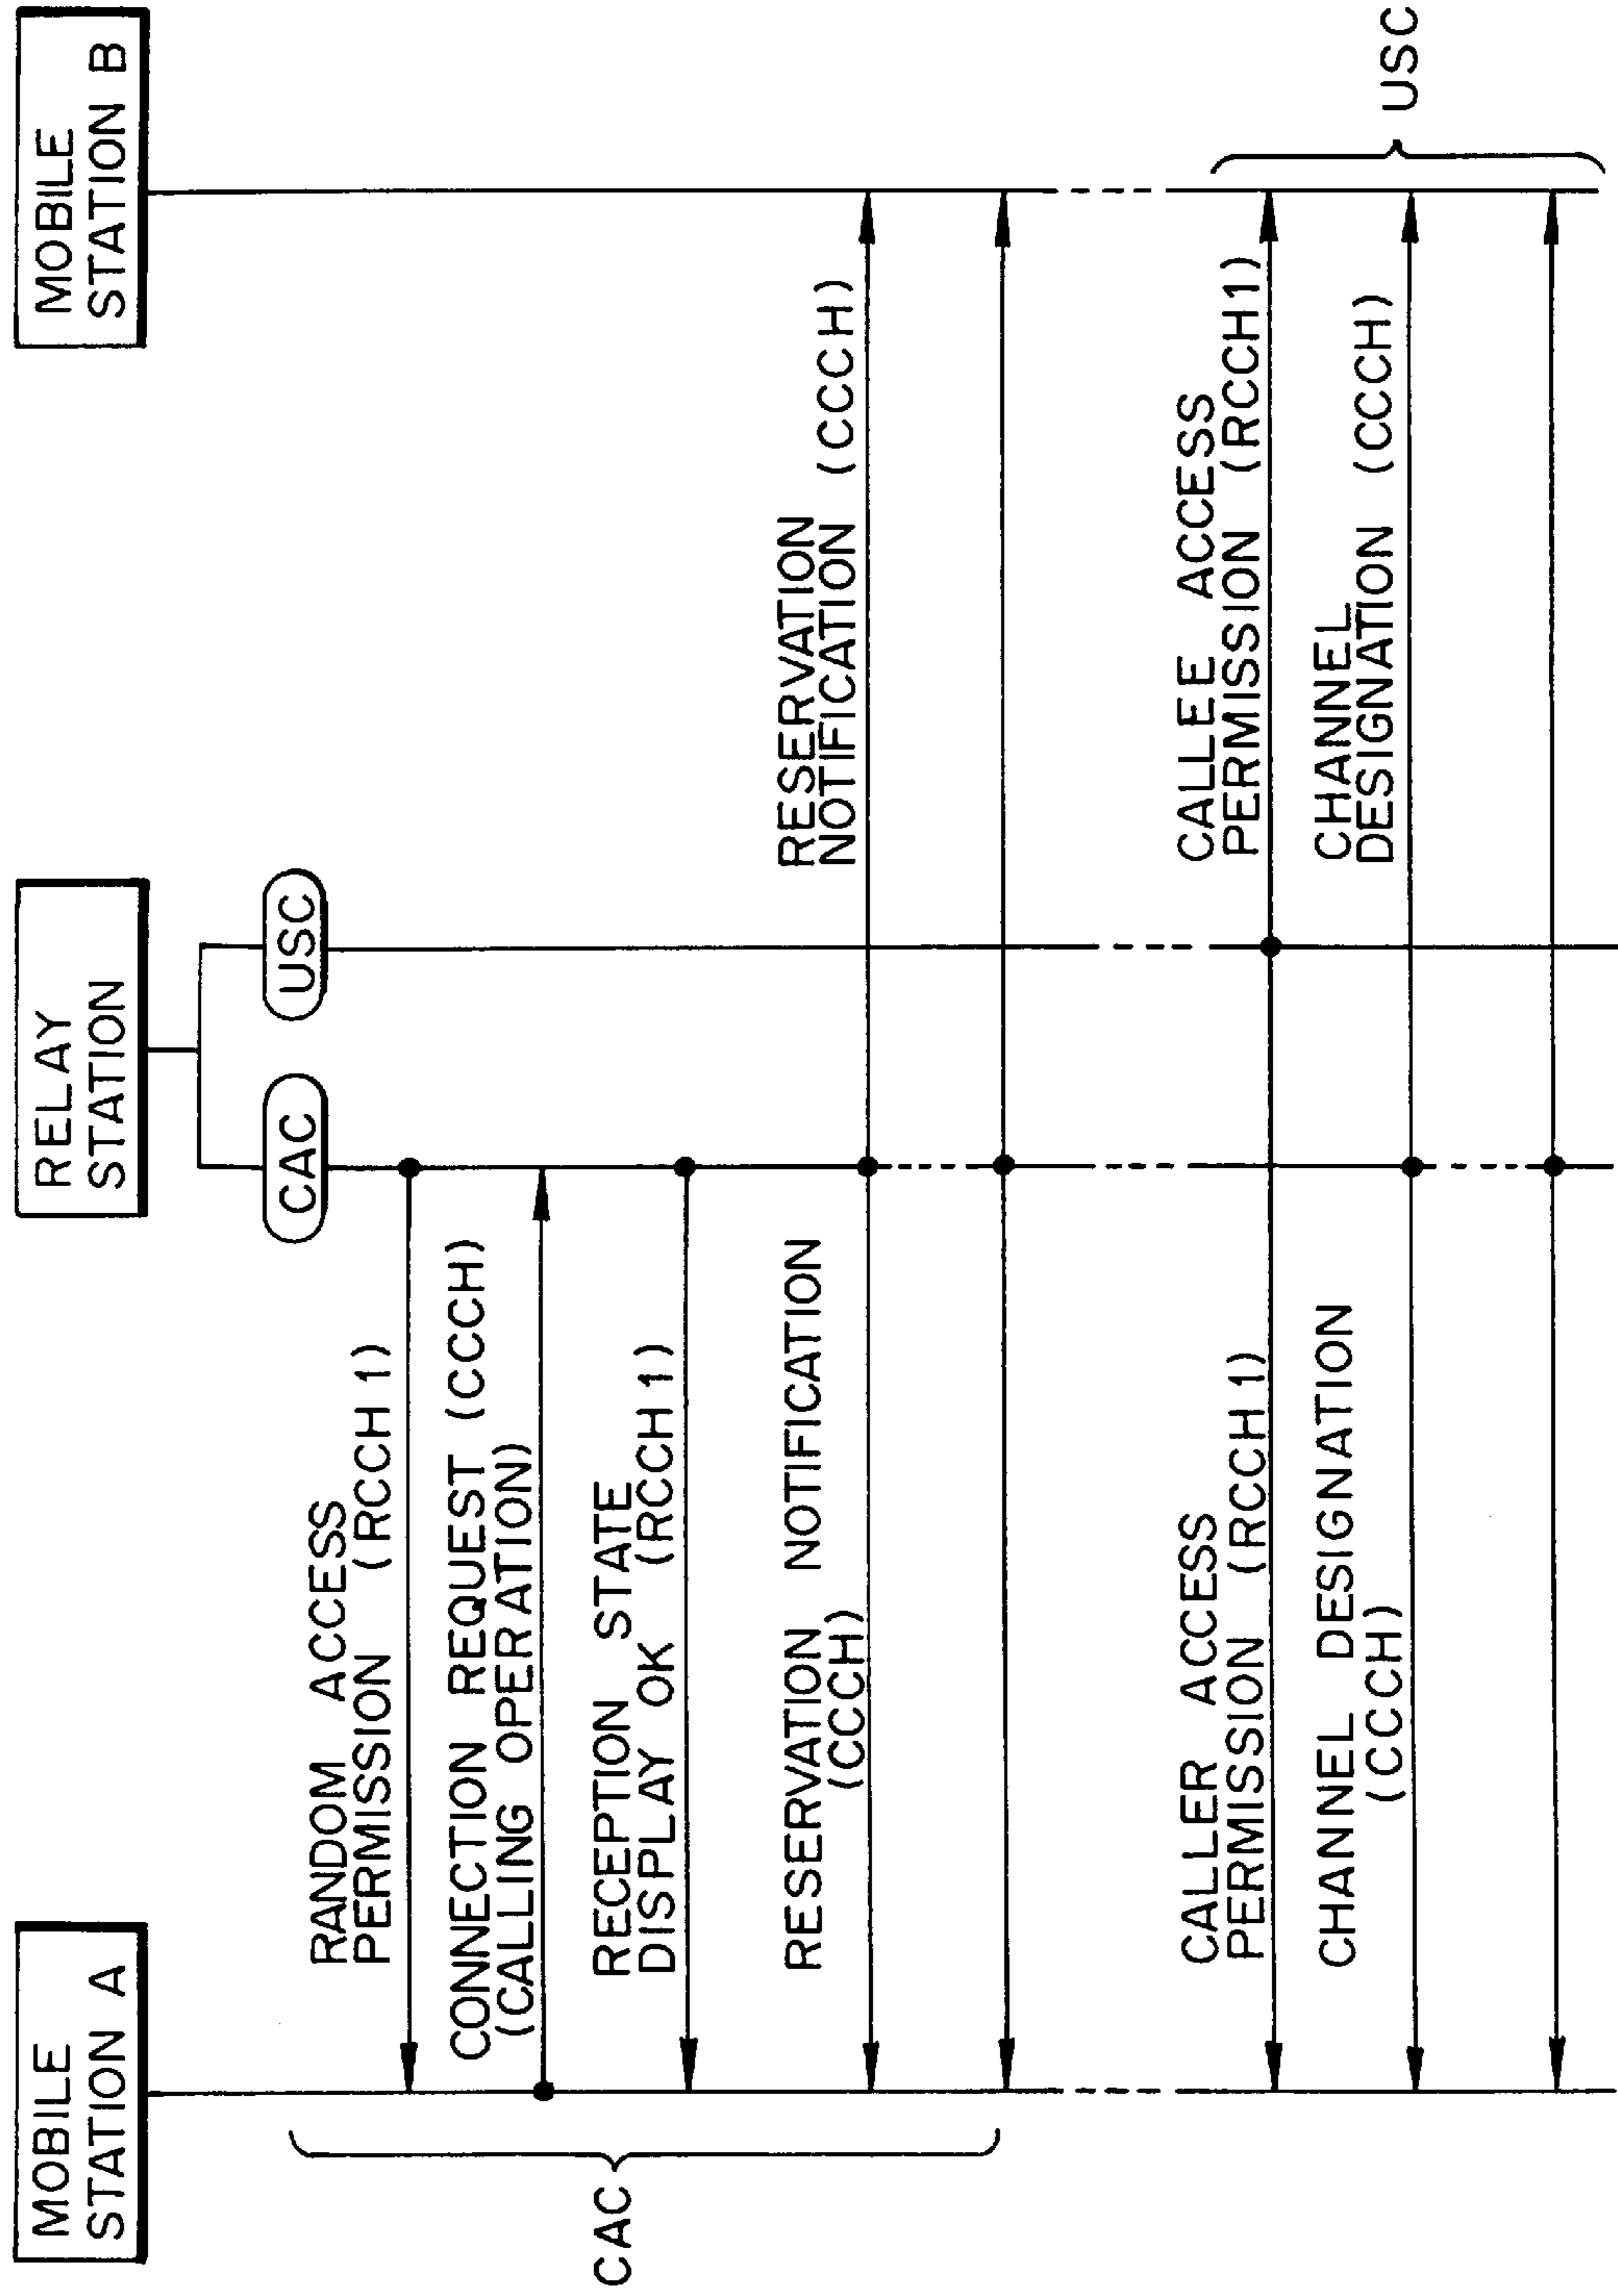 MOBILE
STATION A
RELAY
STATION
MOBILE
STATION B
CAC
USC
RANDOM ACCESS
PERMISSION (RCCH 1)
CONNECTION REQUEST (CCCH)
(CALLING OPERATION)
RECEPTION STATE
DISPLAY OK (RCCH 1)
RESERVATION NOTIFICATION
(CCCH)
RESERVATION
NOTIFICATION (CCCH)
CAC
CALLER ACCESS
PERMISSION (RCCH 1)
CALLEE ACCESS
PERMISSION (RCCH1)
CHANNEL DESIGNATION
(CCCH)
CHANNEL
DESIGNATION (CCCH)
USC